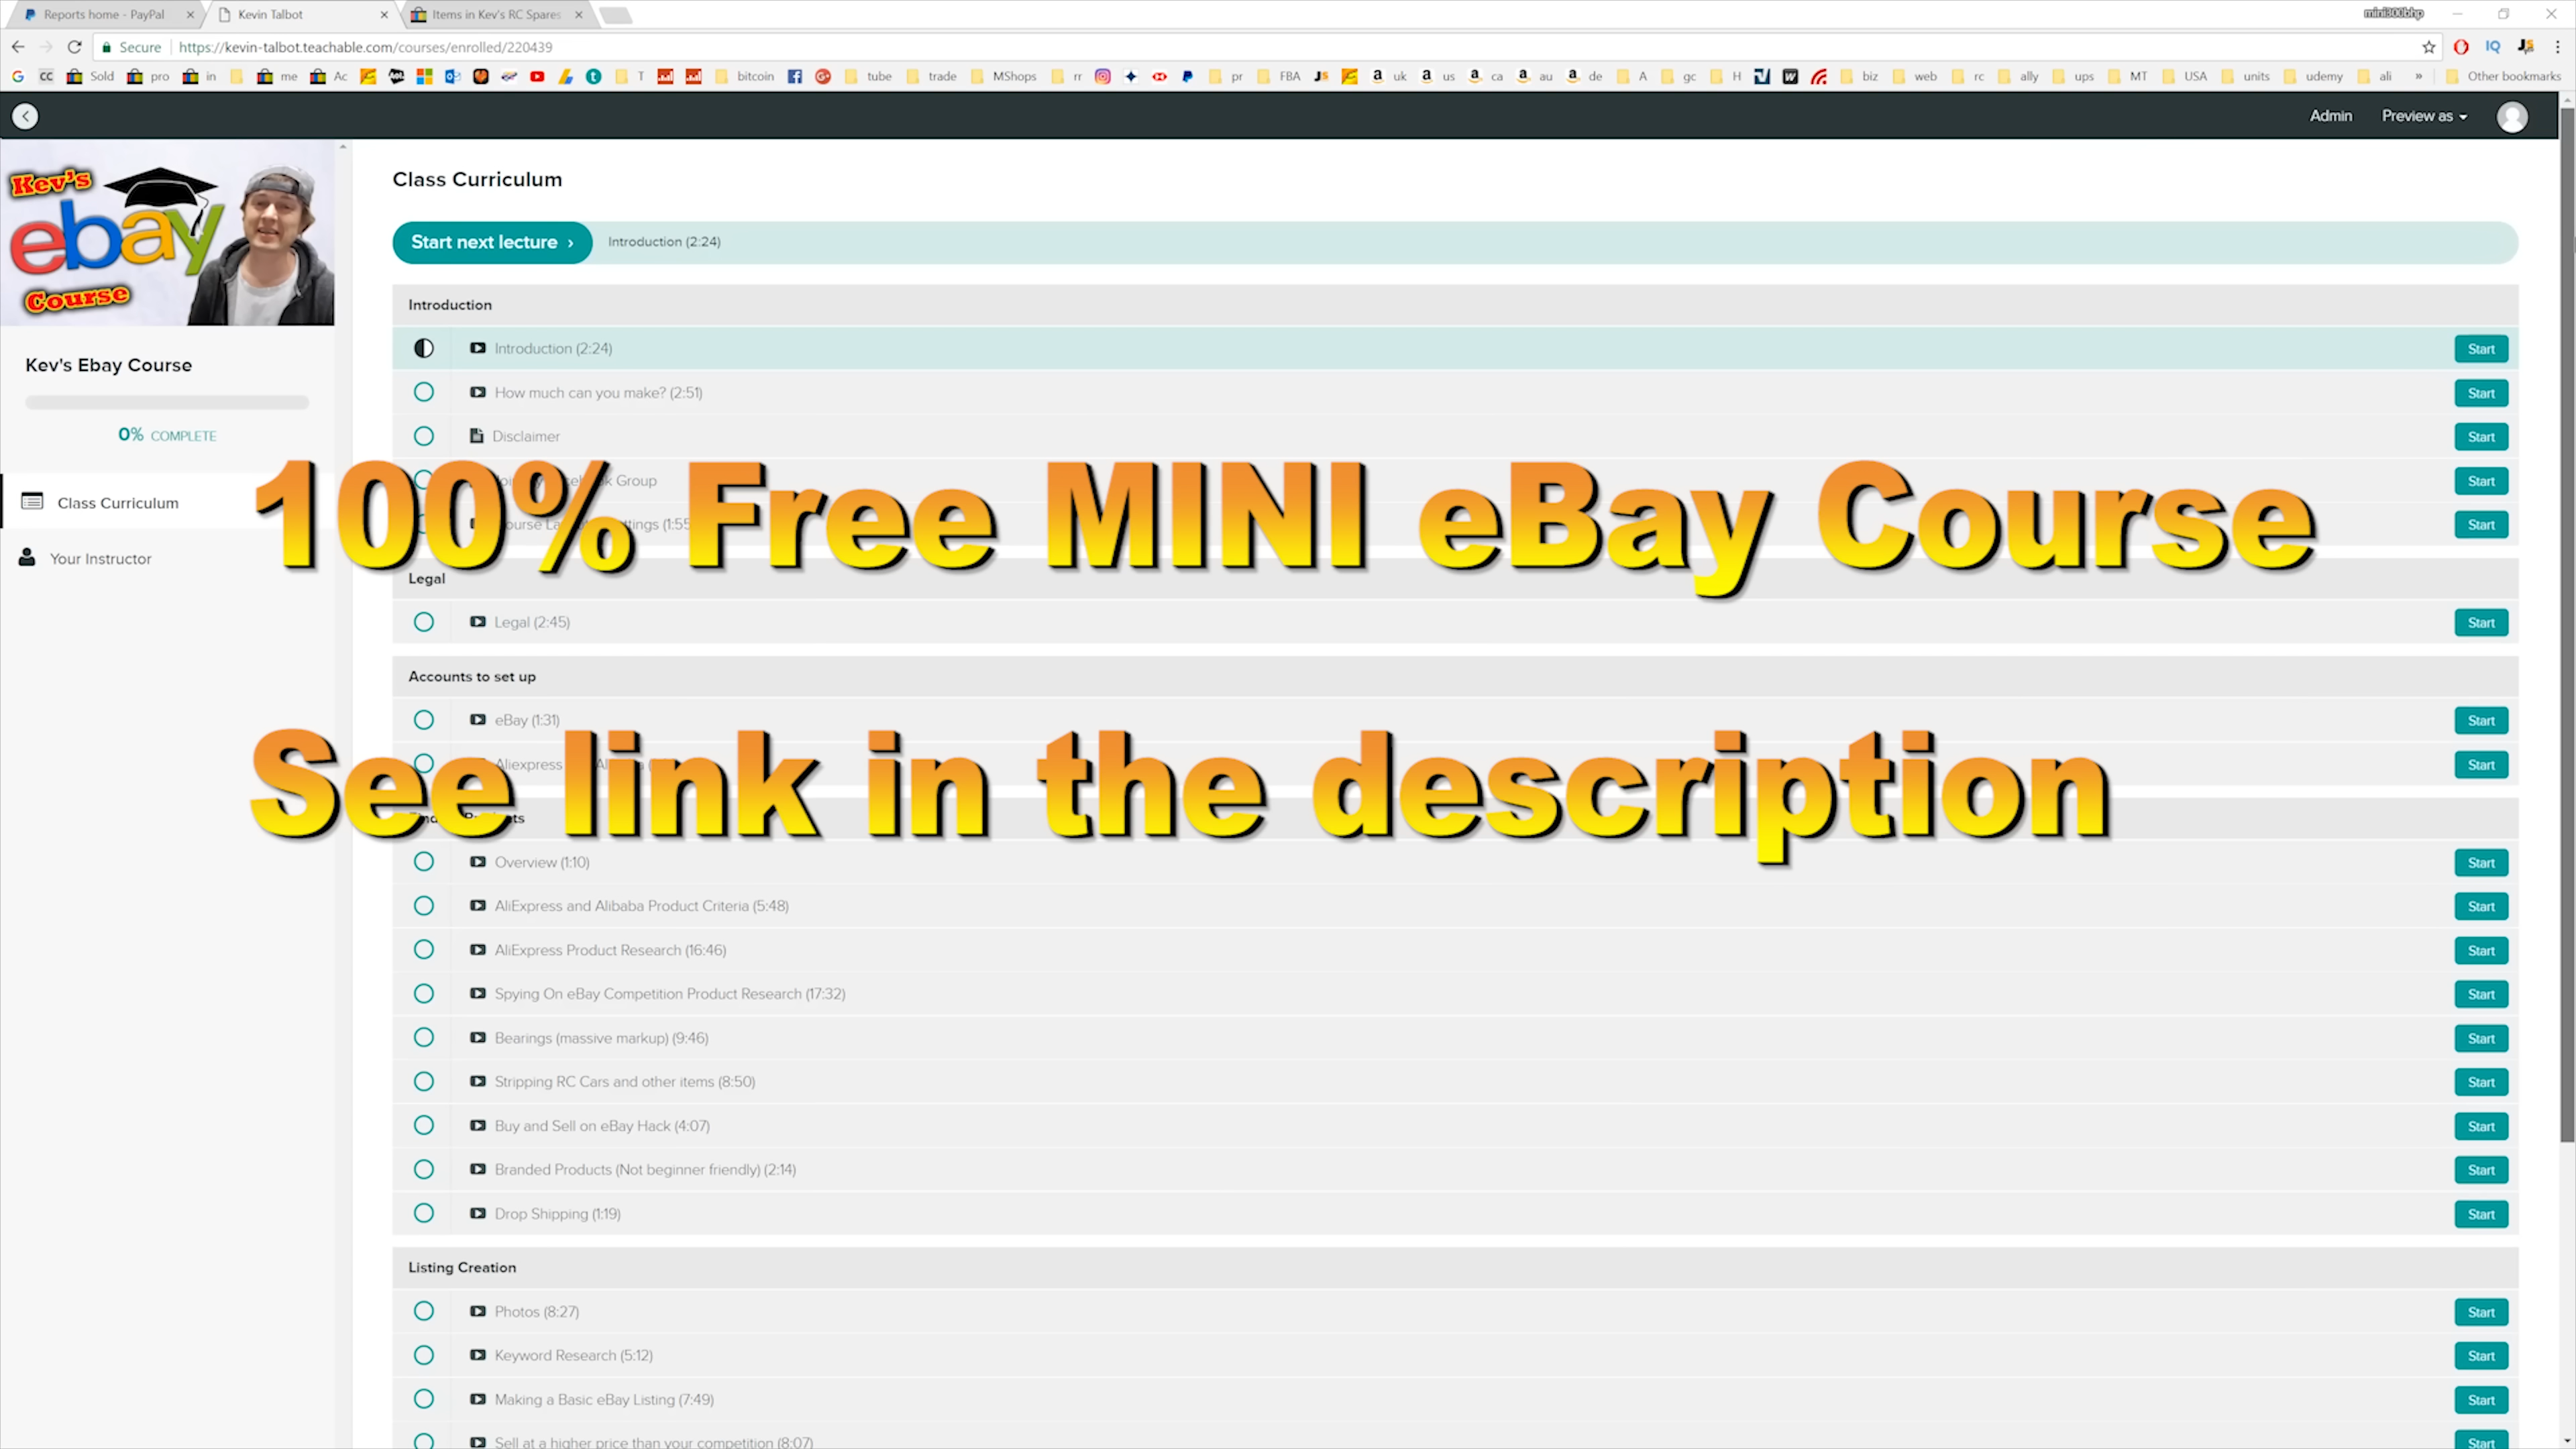 Reports home - PayPal
Kevin Talbot
Items in Kev's RC Spares
mini300bhp
Secure
https://kevin-talbot.teachable.com/courses/enrolled/220439
IQ
JS
G CC Sold pro in me Ac T bitcoin tube trade MShops rr pr FBA JS uk us ca au de A gc H W biz web rc ally ups MT USA units udemy ali » Other bookmarks
Admin
Preview as
Kev's
ebay
Course
Class Curriculum
Start next lecture ›
Introduction (2:24)
Introduction
Introduction (2:24) Start
Kev's Ebay Course
How much can you make? (2:51) Start
0% COMPLETE
Disclaimer Start
Group Start
Class Curriculum
100% Free MINI eBay Course
(1:55 Start
Your Instructor
Legal
Legal (2:45) Start
Accounts to set up
eBay (1:31) Start
Aliexpress Start
See link in the description
Overview (1:10) Start
AliExpress and Alibaba Product Criteria (5:48) Start
AliExpress Product Research (16:46) Start
Spying On eBay Competition Product Research (17:32) Start
Bearings (massive markup) (9:46) Start
Stripping RC Cars and other items (8:50) Start
Buy and Sell on eBay Hack (4:07) Start
Branded Products (Not beginner friendly) (2:14) Start
Drop Shipping (1:19) Start
Listing Creation
Photos (8:27) Start
Keyword Research (5:12) Start
Making a Basic eBay Listing (7:49) Start
Sell at a higher price than your competition (8:07) Start